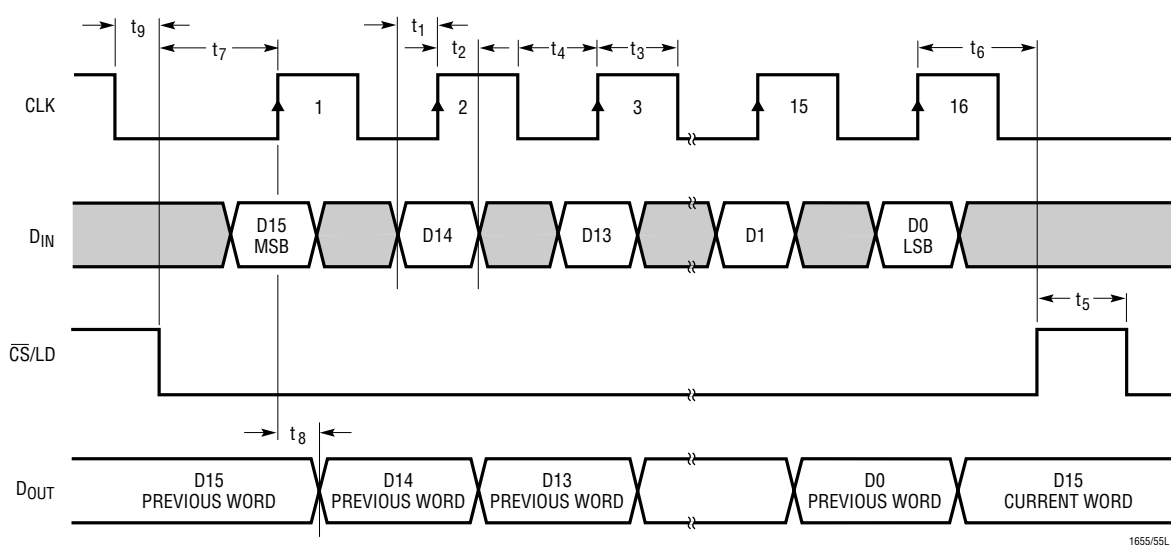 t9
t7
t1
t2
t4
t3
t6
CLK
1
2
3
15
16
DIN
D15
MSB
D14
D13
D1
D0
LSB
t5
CS/LD
t8
DOUT
D15
PREVIOUS WORD
D14
PREVIOUS WORD
D13
PREVIOUS WORD
D0
PREVIOUS WORD
D15
CURRENT WORD
1655/55L